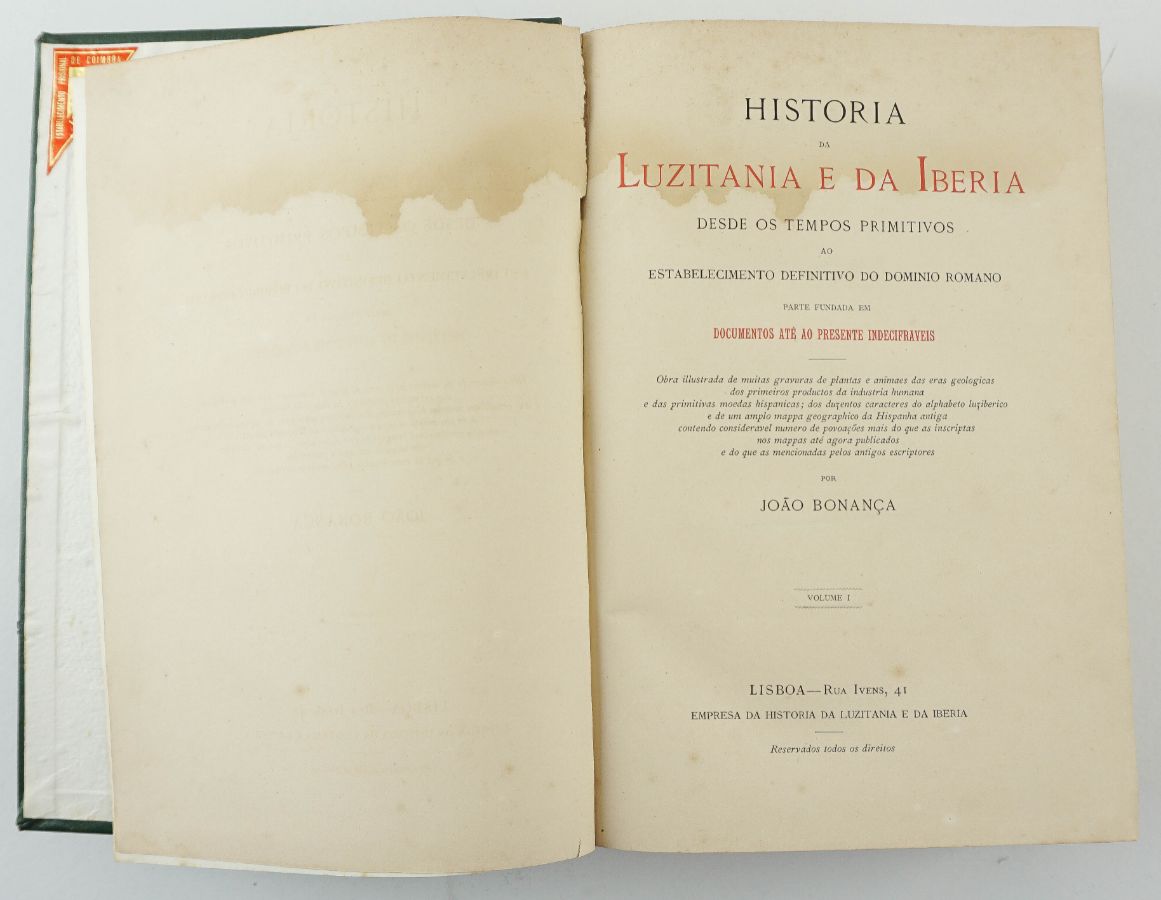 ESTABELECIMENTO PRISIONAL
DE COIMBRA
HISTORIA
DA
LUZITANIA E DA IBERIA
DESDE OS TEMPOS PRIMITIVOS
AO
ESTABELECIMENTO DEFINITIVO DO DOMINIO ROMANO
PARTE FUNDADA EM
DOCUMENTOS ATÉ AO PRESENTE INDECIFRAVEIS
Obra illustrada de muitas gravuras de plantas e animaes das eras geologicas
dos primeiros productos da industria humana
e das primitivas moedas hispanicas; dos duzentos caracteres do alphabeto luziberico
e de um amplo mappa geographico da Hispanha antiga
contendo consideravel numero de povoações mais do que as inscriptas
nos mappas até agora publicados
e do que as mencionadas pelos antigos escriptores
POR
JOÃO BONANÇA
VOLUME I
LISBOA—RUA IVENS, 41
EMPRESA DA HISTORIA DA LUZITANIA E DA IBERIA
Reservados todos os direitos